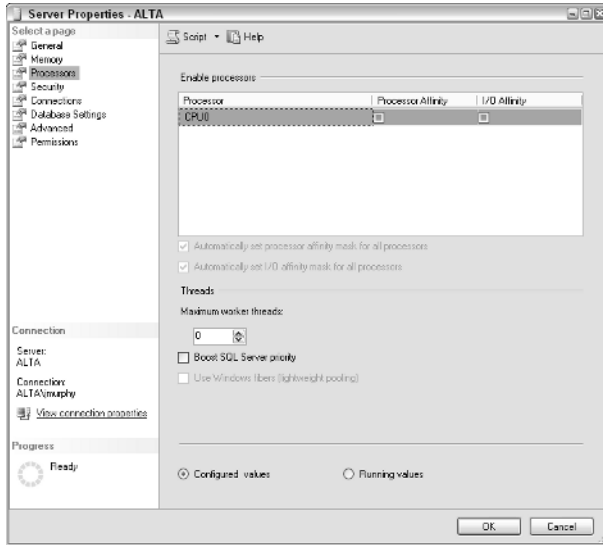 Server Properties - ALTA
Select a page
General
Memory
Processors
Security
Connections
Database Settings
Advanced
Permissions
Script
Help
Enable processors
Processor Processor Affinity I/O Affinity
CPU0
Automatically set processor affinity mask for all processors
Automatically set I/O affinity mask for all processors
Threads
Maximum worker threads:
0
Boost SQL Server priority
Use Windows fibers (lightweight pooling)
Connection
Server:
ALTA
Connection:
ALTA\jmurphy
View connection properties
Progress
Ready
Configured values
Running values
OK
Cancel